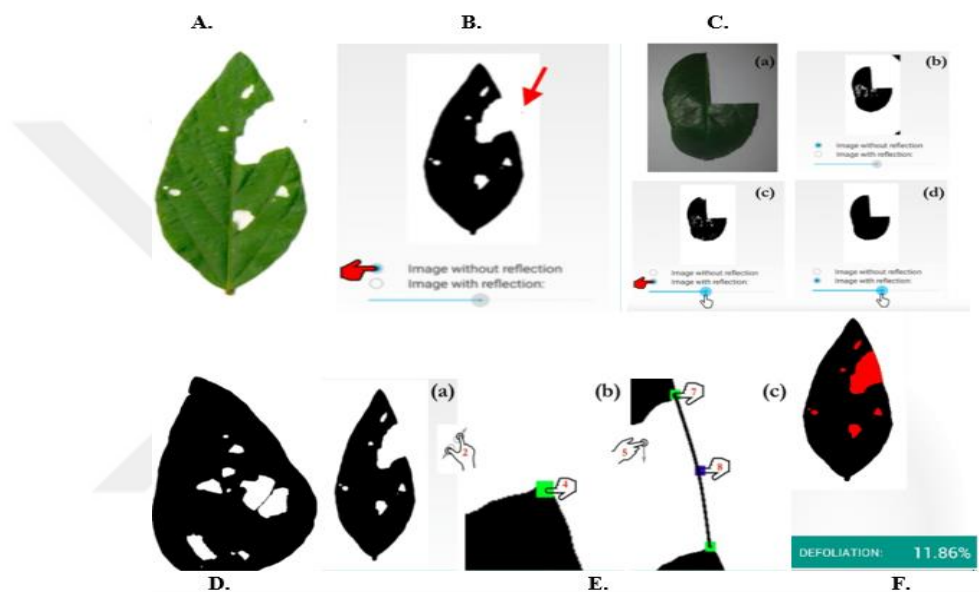 A.
B.
C.
(a)
(b)
Image without reflection
Image with reflection:
Image without reflection
Image with reflection:
(c)
(d)
Image without reflection
Image with reflection:
Image without reflection
Image with reflection:
(a)
(b)
(c)
2
4
5
7
8
DEFOLIATION: 11.86%
D.
E.
F.